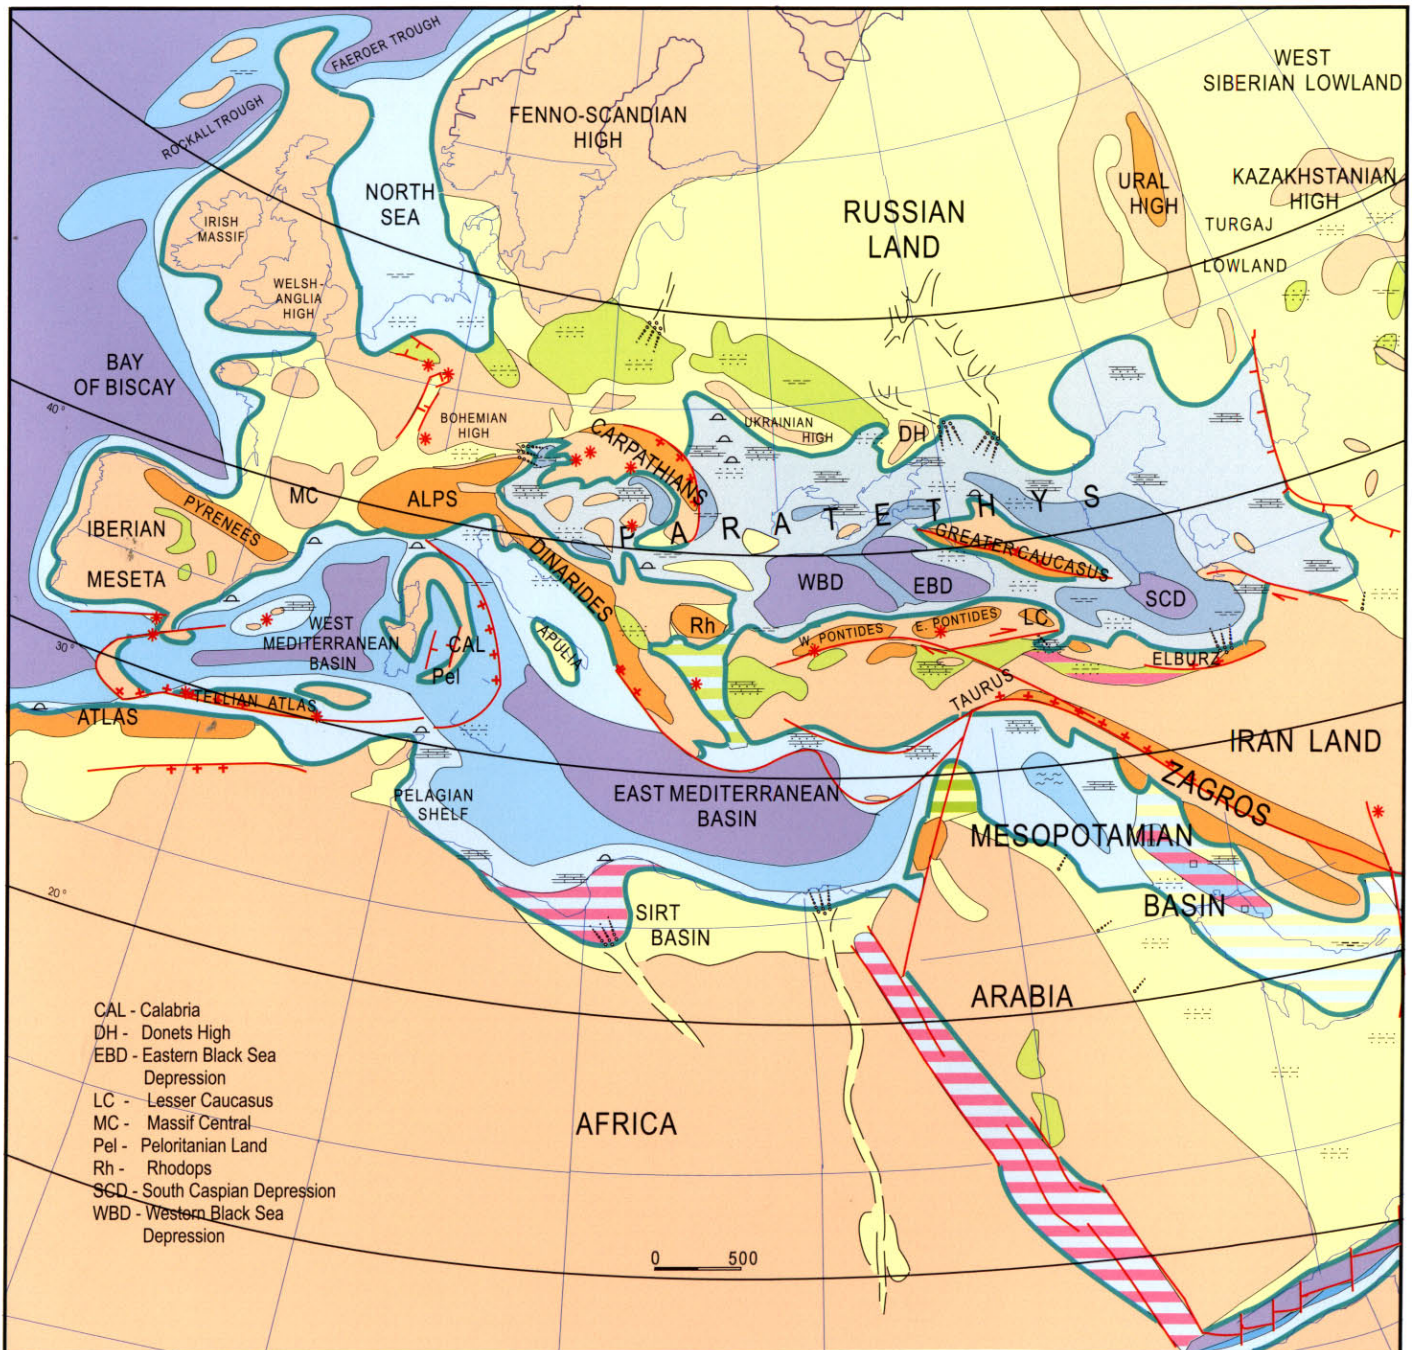 FAEROER TROUGH
ROCKALL TROUGH
FENNO-SCANDIAN
HIGH
WEST
SIBERIAN LOWLAND
NORTH
SEA
IRISH
MASSIF
WELSH-
ANGLIA
HIGH
RUSSIAN
LAND
URAL
HIGH
KAZAKHSTANIAN
HIGH
TURGAJ
LOWLAND
BAY
OF BISCAY
40°
BOHEMIAN
HIGH
CARPATHIANS
UKRAINIAN
HIGH
DH
IBERIAN
MESETA
PYRENEES
MC
ALPS
DINARIDES
PARATETHYS
GREATER CAUCASUS
WBD
EBD
SCD
WEST
MEDITERRANEAN
BASIN
CAL
Pel
APULIA
Rh
W. PONTIDES
E. PONTIDES
LC
ELBURZ
30°
TELLIAN ATLAS
ATLAS
TAURUS
IRAN LAND
ZAGROS
PELAGIAN
SHELF
EAST MEDITERRANEAN
BASIN
MESOPOTAMIAN
BASIN
20°
SIRT
BASIN
ARABIA
AFRICA
CAL - Calabria
DH - Donets High
EBD - Eastern Black Sea
Depression
LC - Lesser Caucasus
MC - Massif Central
Pel - Peloritanian Land
Rh - Rhodops
SCD - South Caspian Depression
WBD - Western Black Sea
Depression
0 500